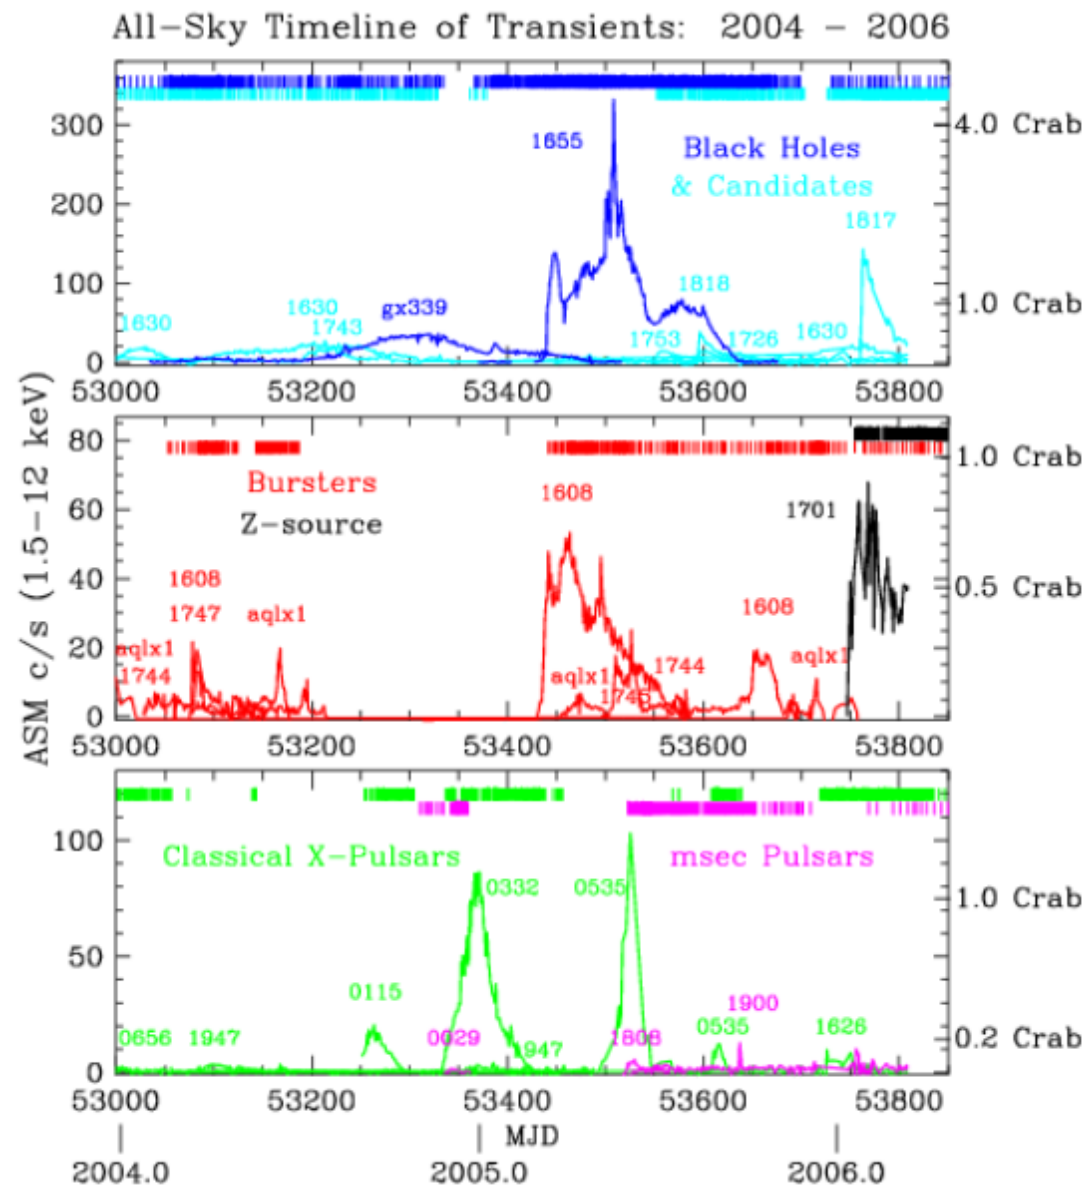 All-Sky Timeline of Transients: 2004 - 2006
300 1655 Black Holes 4.0 Crab
& Candidates
200 1817
100 1818 1.0 Crab
1630 1630 gx339
1743 1753 1726 1630
0
53000 53200 53400 53600 53800
ASM c/s (1.5-12 keV)
80 1.0 Crab
Bursters 1608
60 Z-source 1701
40 1608 0.5 Crab
1747 aqlx1 1608
20 aqlx1 aqlx1 1744 aqlx1
1744 1745
0
53000 53200 53400 53600 53800
100 Classical X-Pulsars msec Pulsars
0332 0535 1.0 Crab
50
0115 1900
0656 1947 0029 1947 1808 0535 1626 0.2 Crab
0
53000 53200 53400 53600 53800
MJD
2004.0 2005.0 2006.0